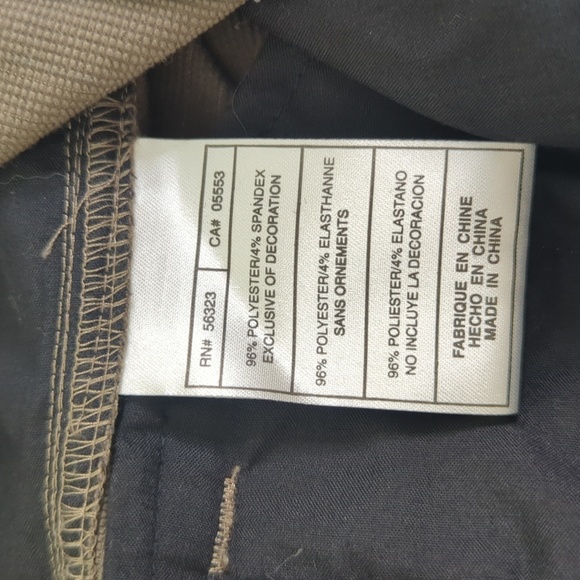 RN# 56323 CA# 05553
96% POLYESTER/4% SPANDEX
EXCLUSIVE OF DECORATION
96% POLYESTER/4% ELASTHANNE
SANS ORNEMENTS
96% POLIESTER/4% ELASTANO
NO INCLUYE LA DECORACION
FABRIQUE EN CHINE
HECHO EN CHINA
MADE IN CHINA